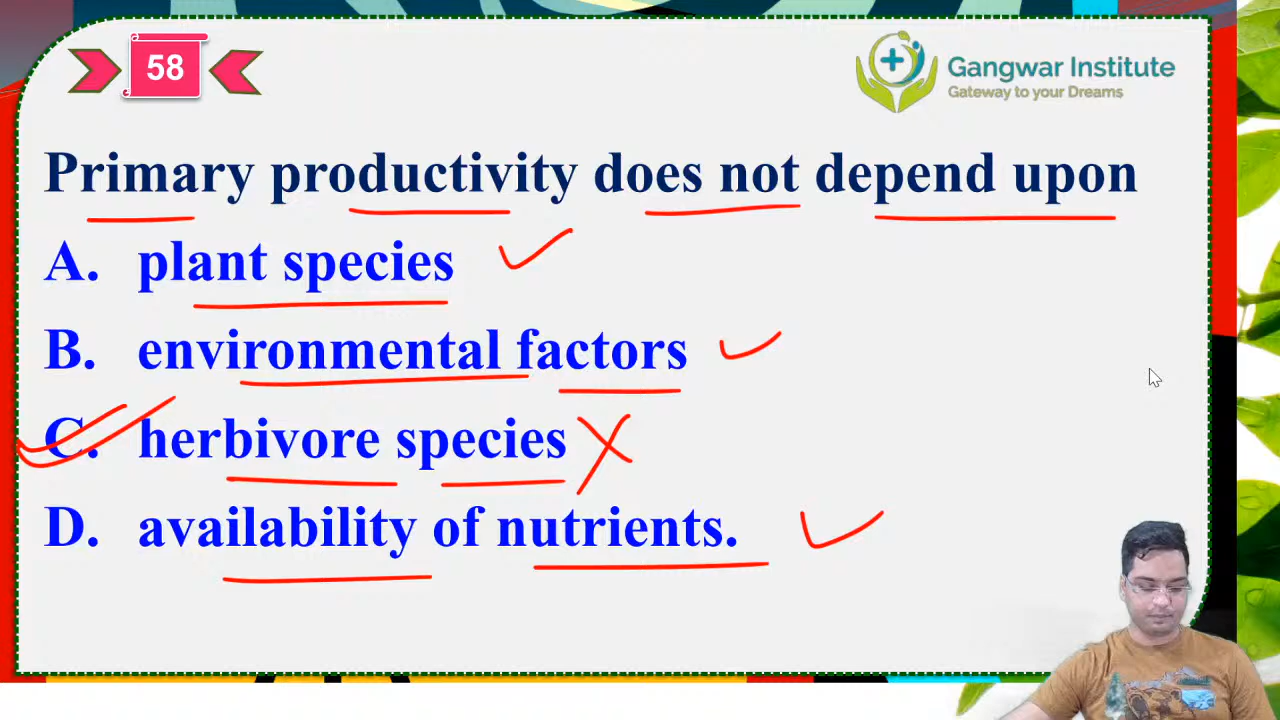 58
Gangwar Institute
Gateway to your Dreams
Primary productivity does not depend upon
A. plant species
B. environmental factors
C. herbivore species
D. availability of nutrients.